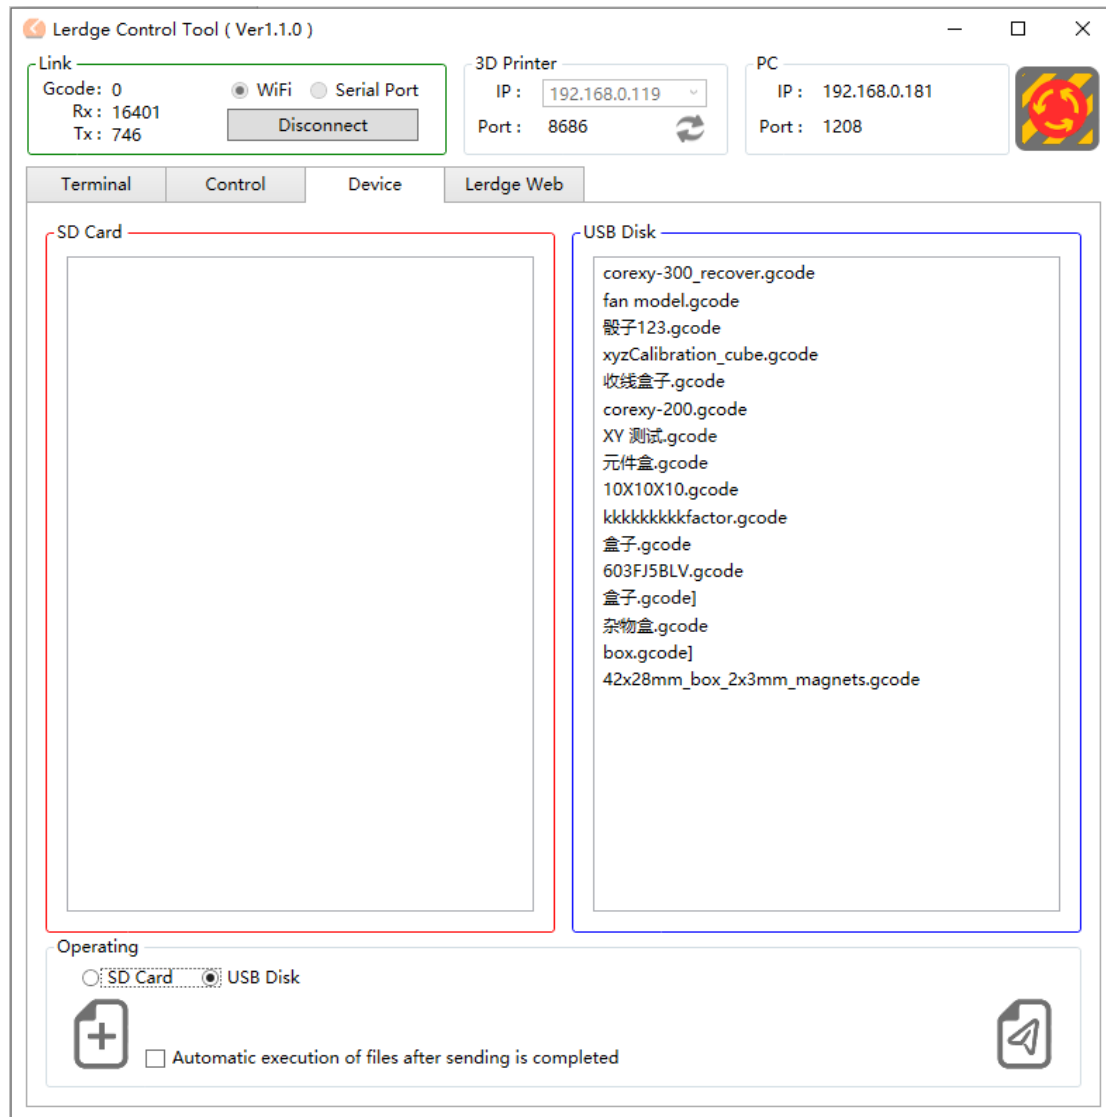 Lerdge Control Tool ( Ver1.1.0 )
Link
Gcode: 0
WiFi
Serial Port
Rx : 16401
Tx : 746
Disconnect
3D Printer
IP : 192.168.0.119
Port : 8686
PC
IP : 192.168.0.181
Port : 1208
Terminal
Control
Device
Lerdge Web
SD Card
USB Disk
corexy-300_recover.gcode
fan model.gcode
骰子123.gcode
xyzCalibration_cube.gcode
收线盒子.gcode
corexy-200.gcode
XY 测试.gcode
元件盒.gcode
10X10X10.gcode
kkkkkkkkkfactor.gcode
盒子.gcode
603FJ5BLV.gcode
盒子.gcode]
杂物盒.gcode
box.gcode]
42x28mm_box_2x3mm_magnets.gcode
Operating
SD Card
USB Disk
Automatic execution of files after sending is completed